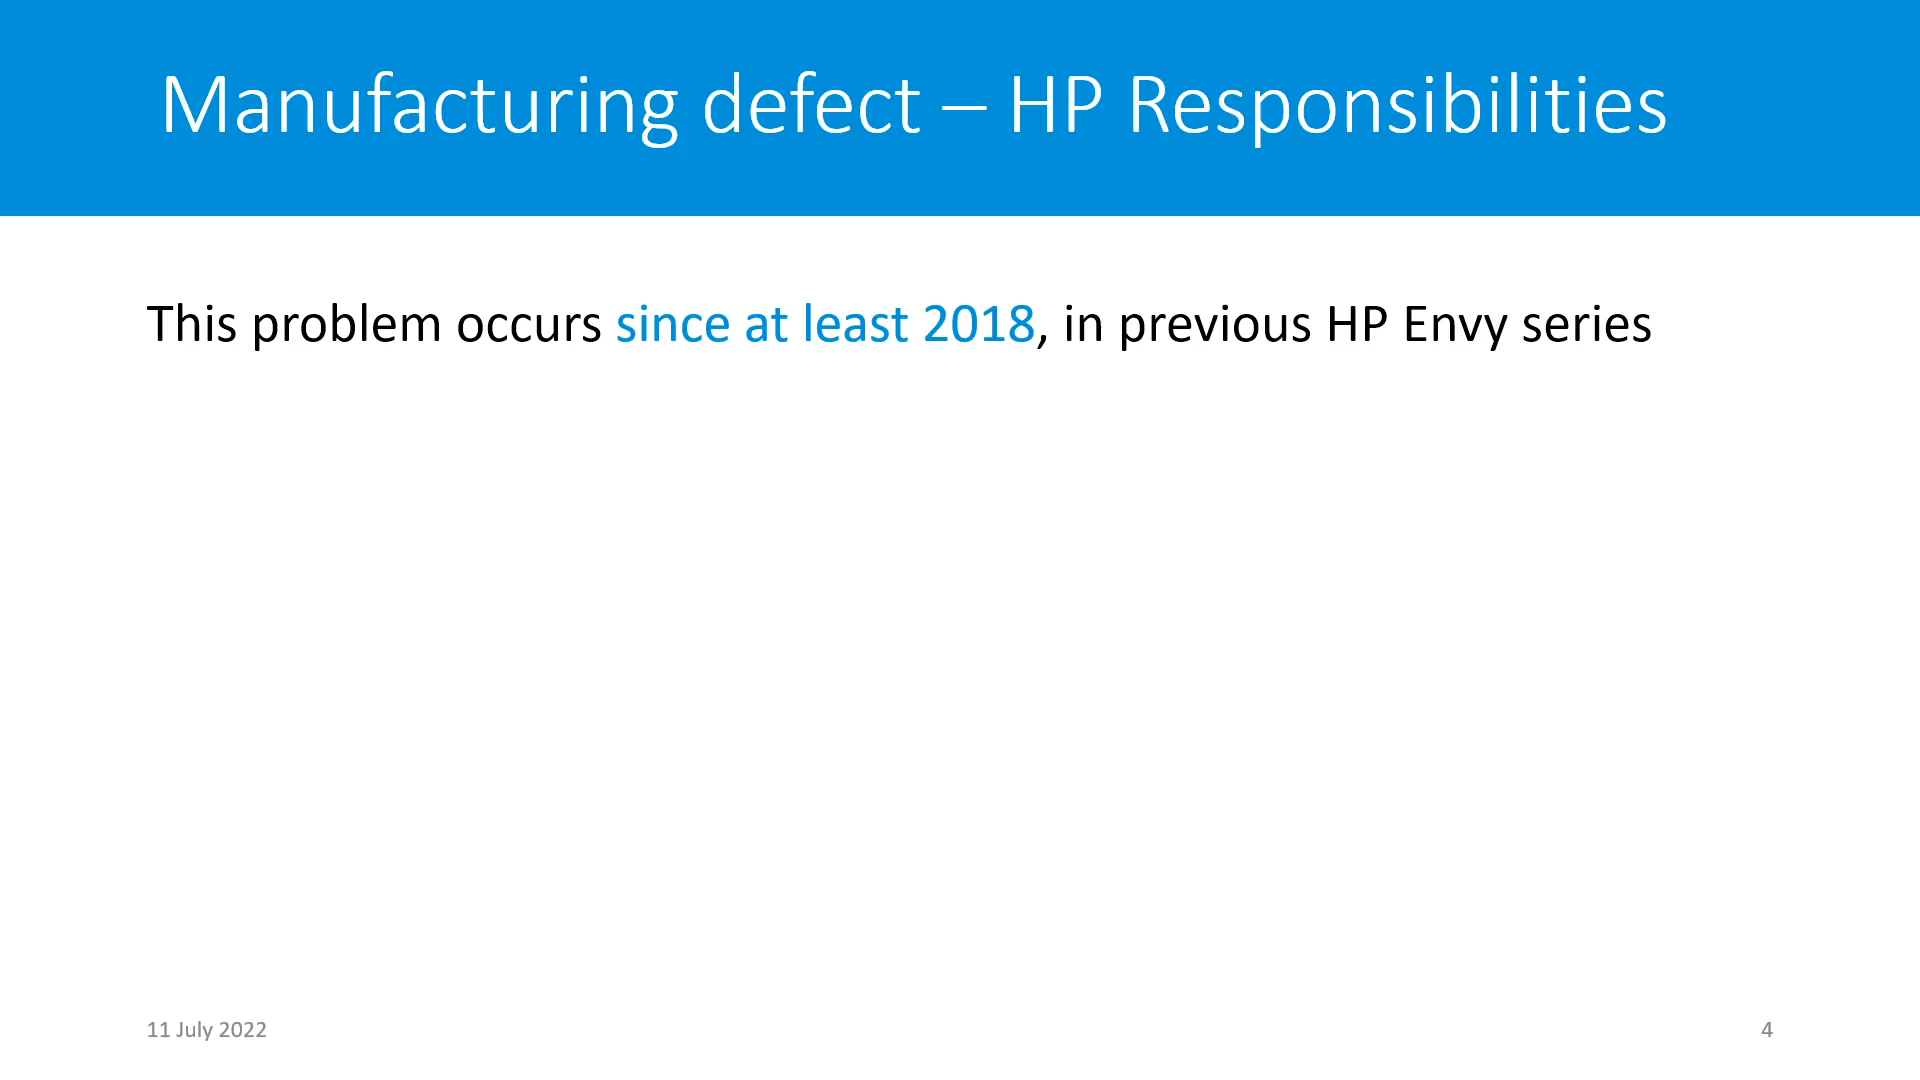 Manufacturing defect – HP Responsibilities
This problem occurs since at least 2018, in previous HP Envy series
11 July 2022
4